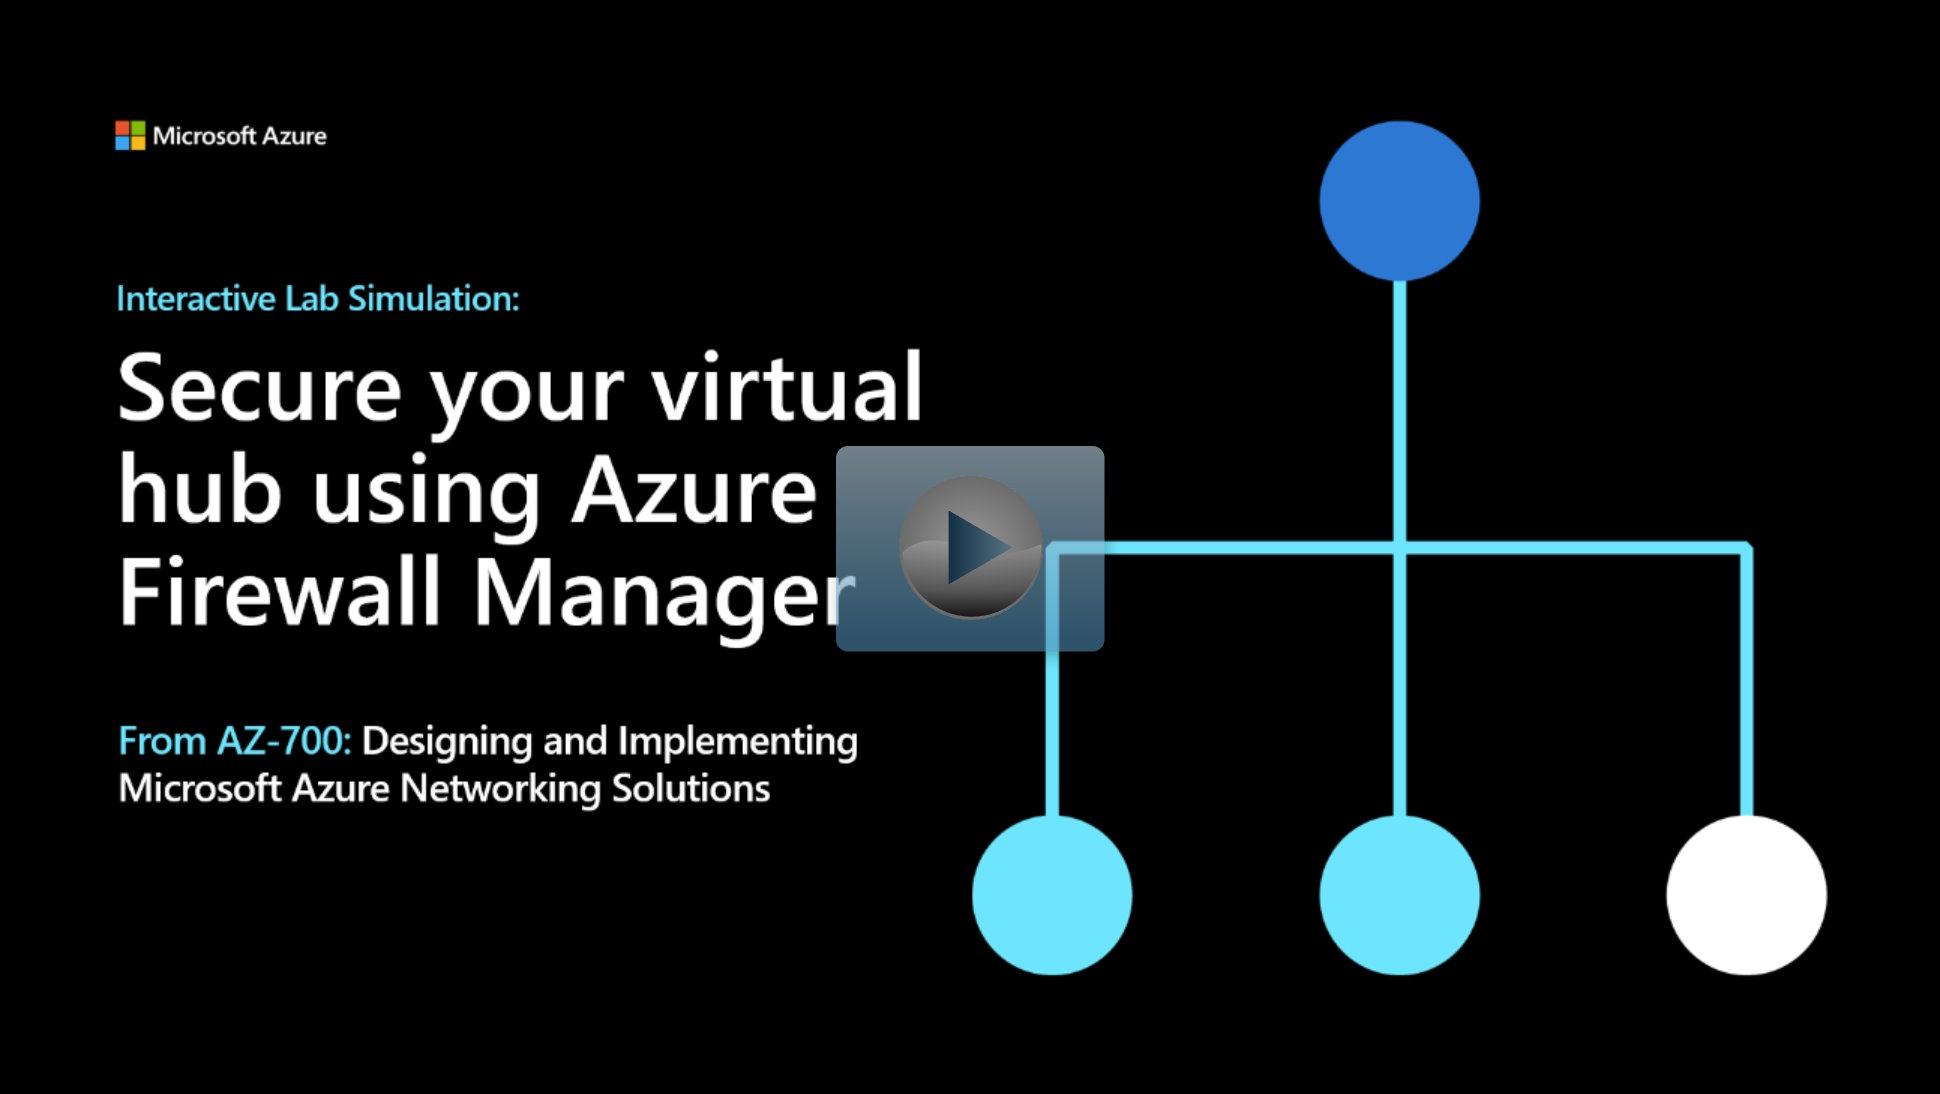 Microsoft Azure
Interactive Lab Simulation:
Secure your virtual
hub using Azure
Firewall Manager
From AZ-700: Designing and Implementing
Microsoft Azure Networking Solutions